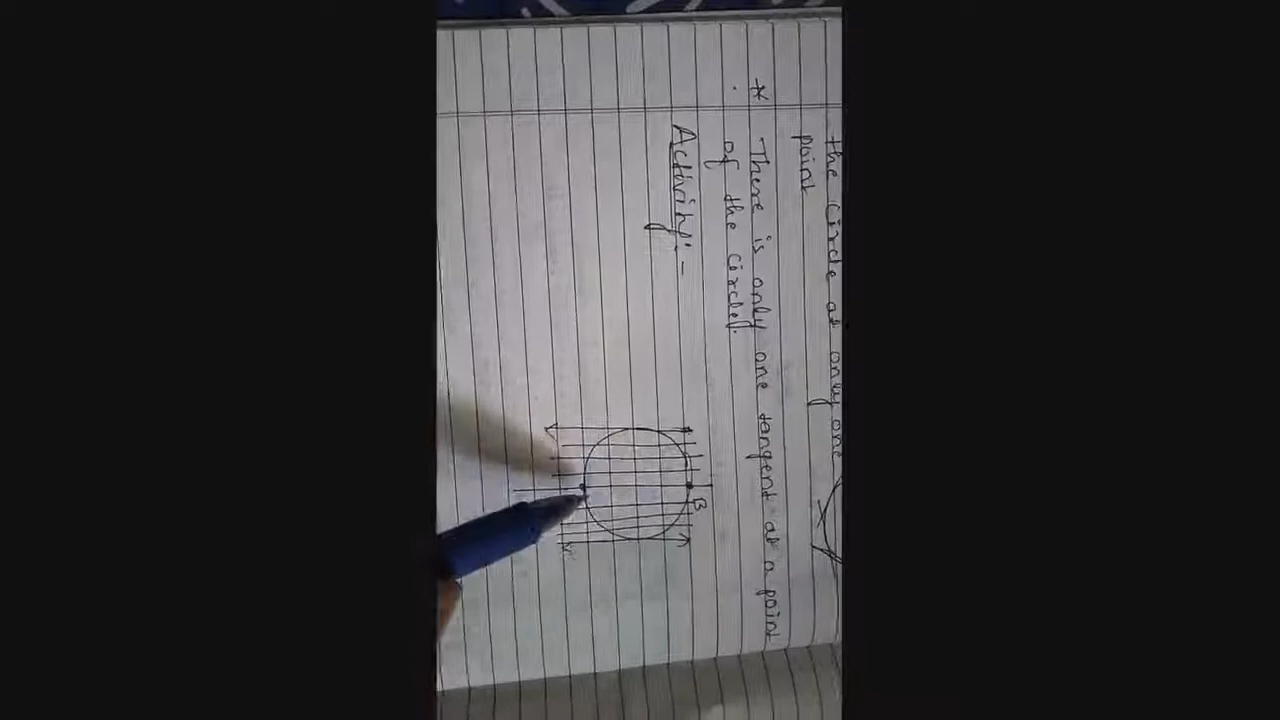 the circle at only one
point
* There is only one tangent at a point
of the circle.
Activity:-
B